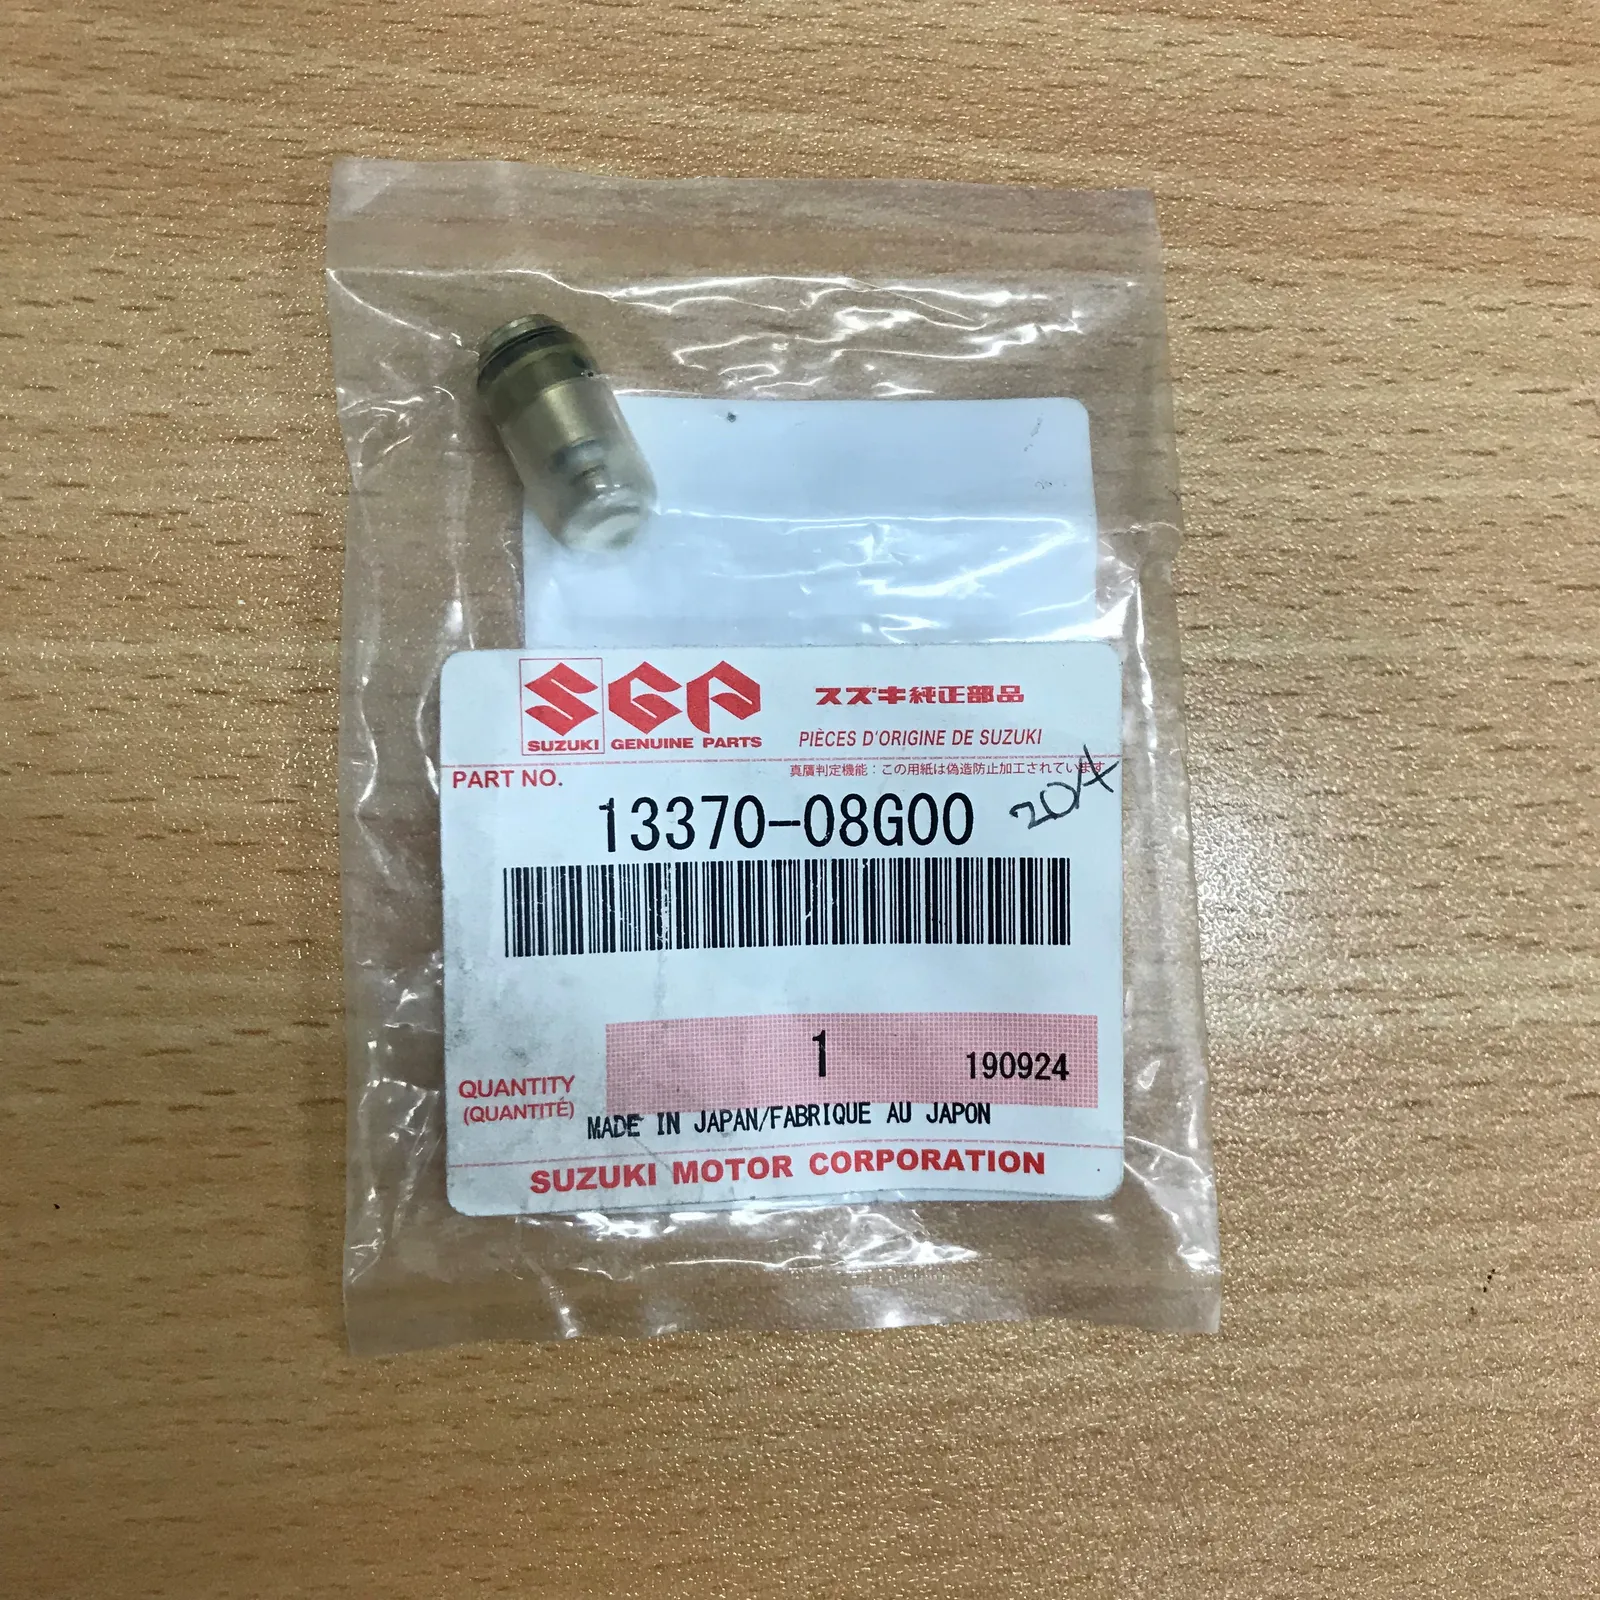 SGP
SUZUKI GENUINE PARTS
スズキ純正部品
PIÈCES D'ORIGINE DE SUZUKI
PART NO.
真贋判定機能：この用紙は偽造防止加工されています
13370-08G00
204
1
190924
QUANTITY
(QUANTITÉ)
MADE IN JAPAN/FABRIQUE AU JAPON
SUZUKI MOTOR CORPORATION